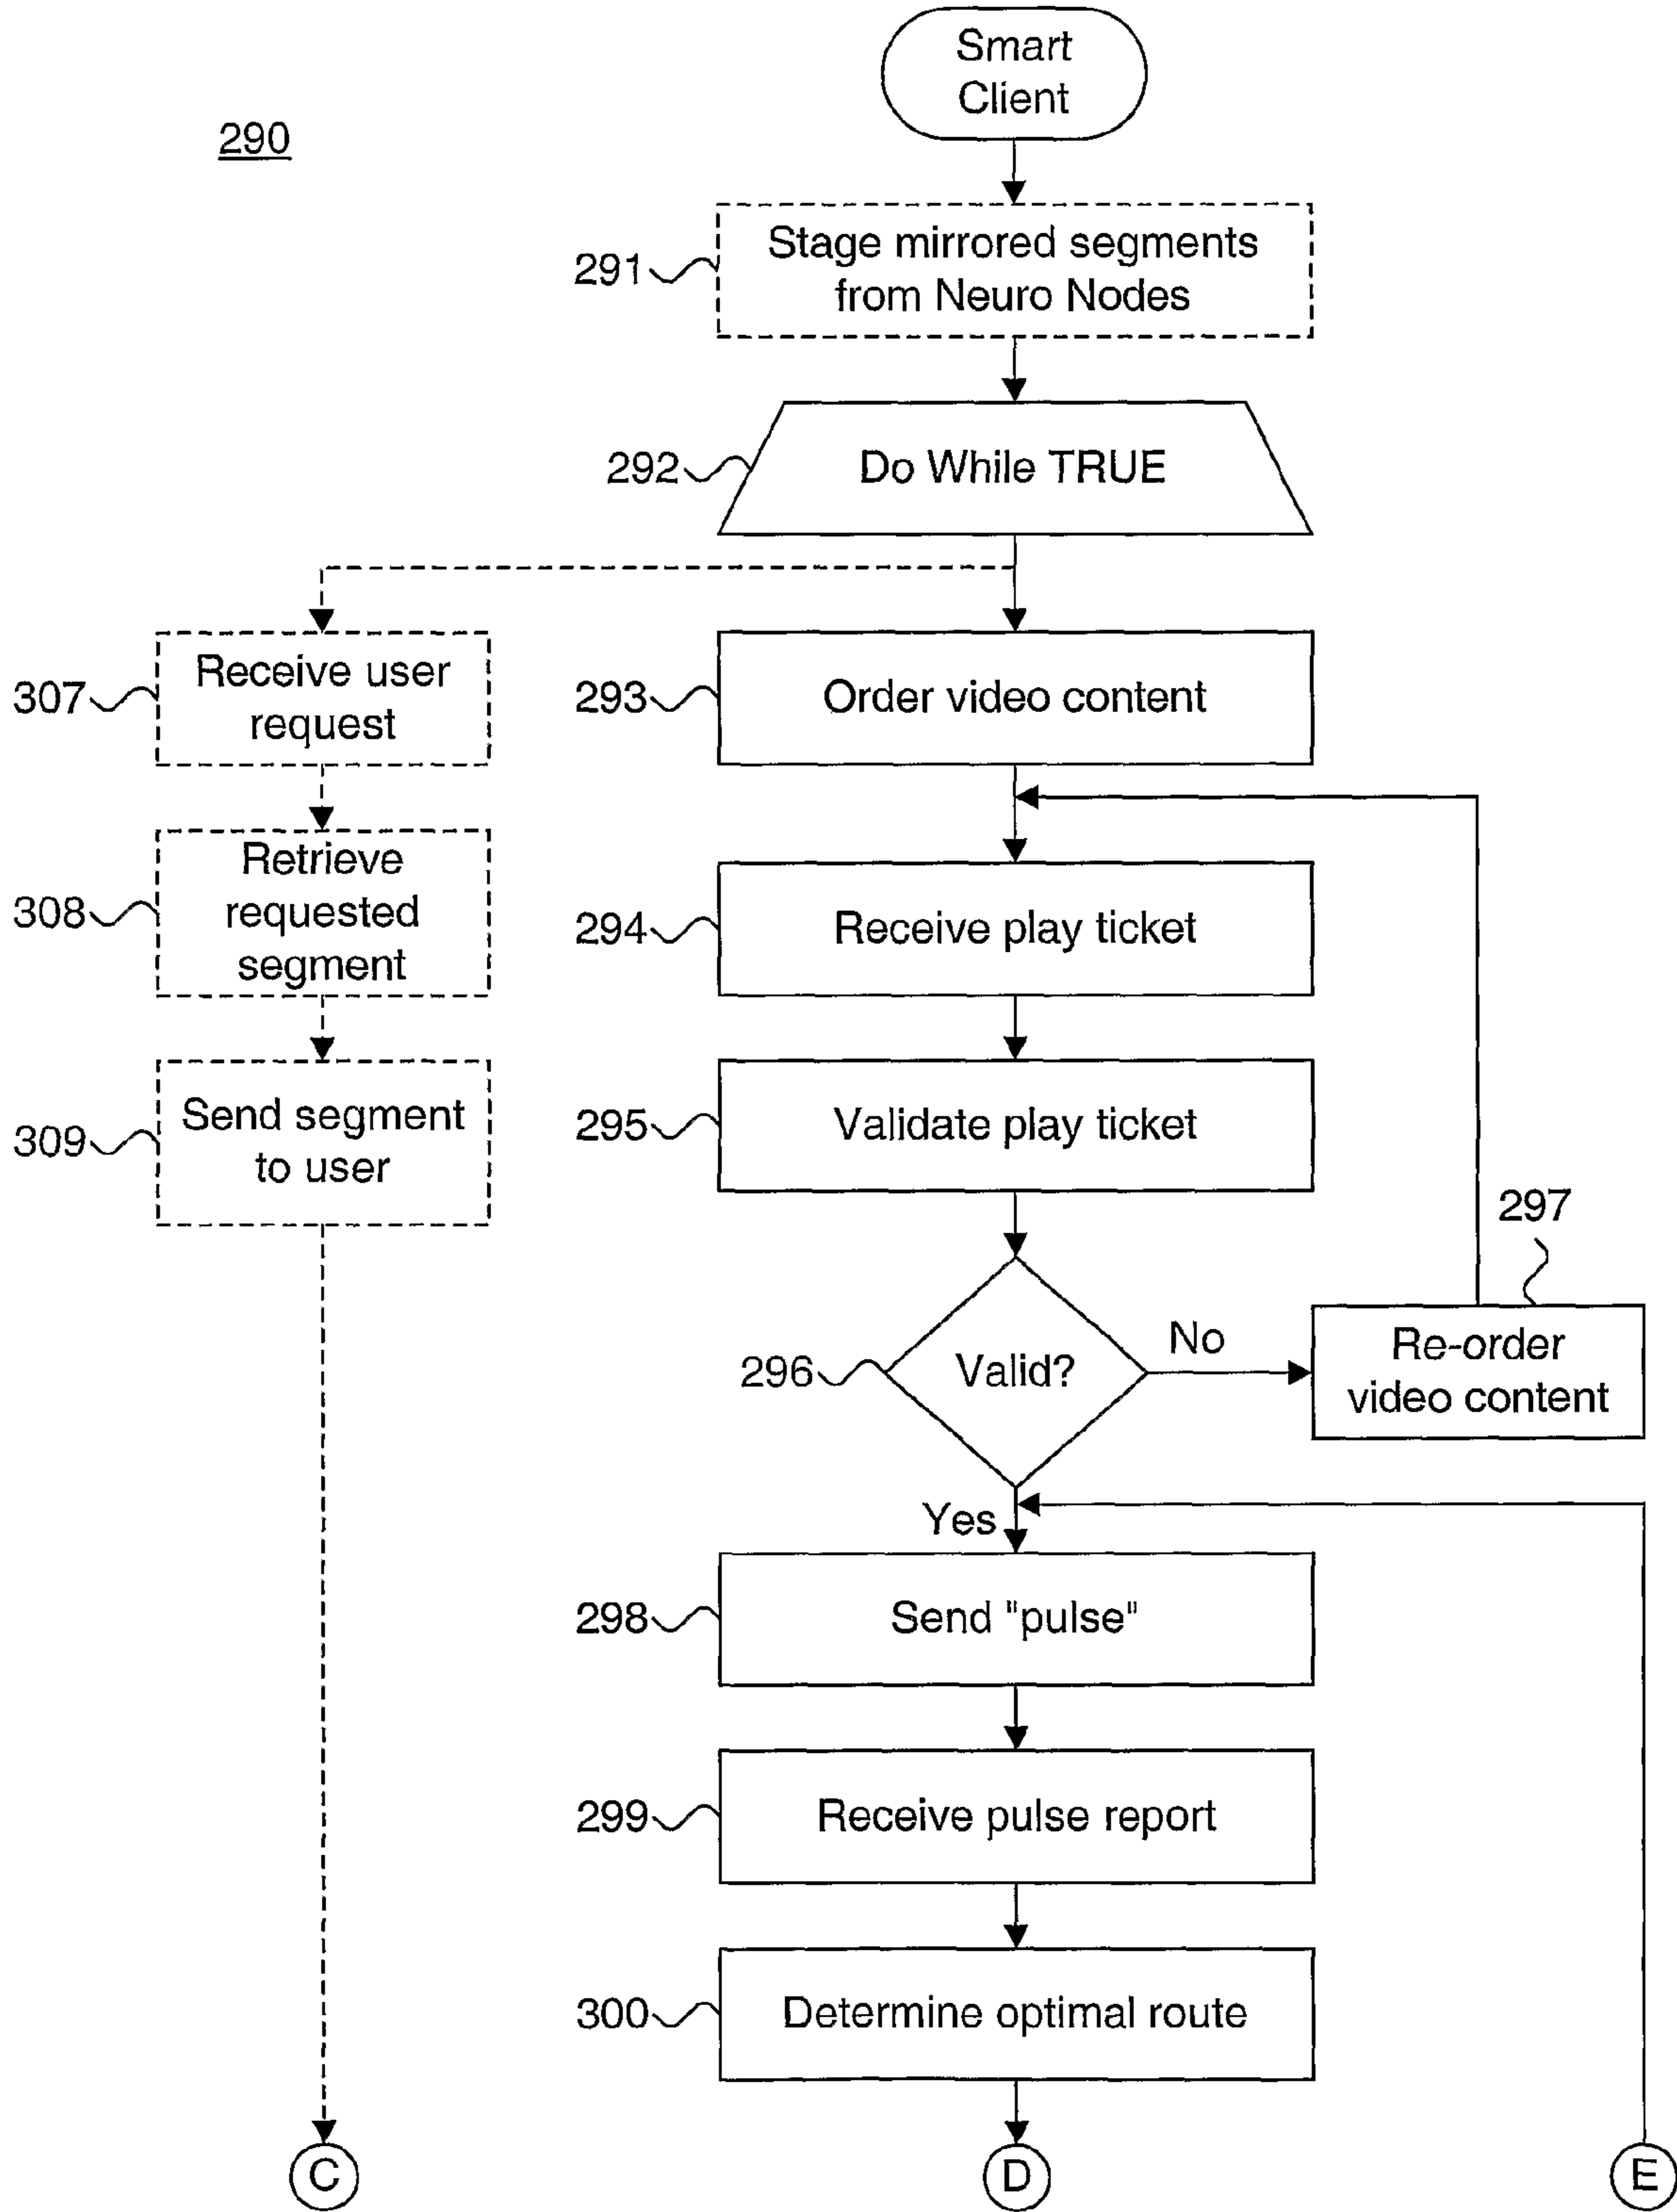 Smart
Client
290
291
Stage mirrored segments
from Neuro Nodes
292
Do While TRUE
307
Receive user
request
293
Order video content
308
Retrieve
requested
segment
294
Receive play ticket
309
Send segment
to user
295
Validate play ticket
296
Valid?
No
297
Re-order
video content
Yes
298
Send "pulse"
299
Receive pulse report
300
Determine optimal route
C
D
E